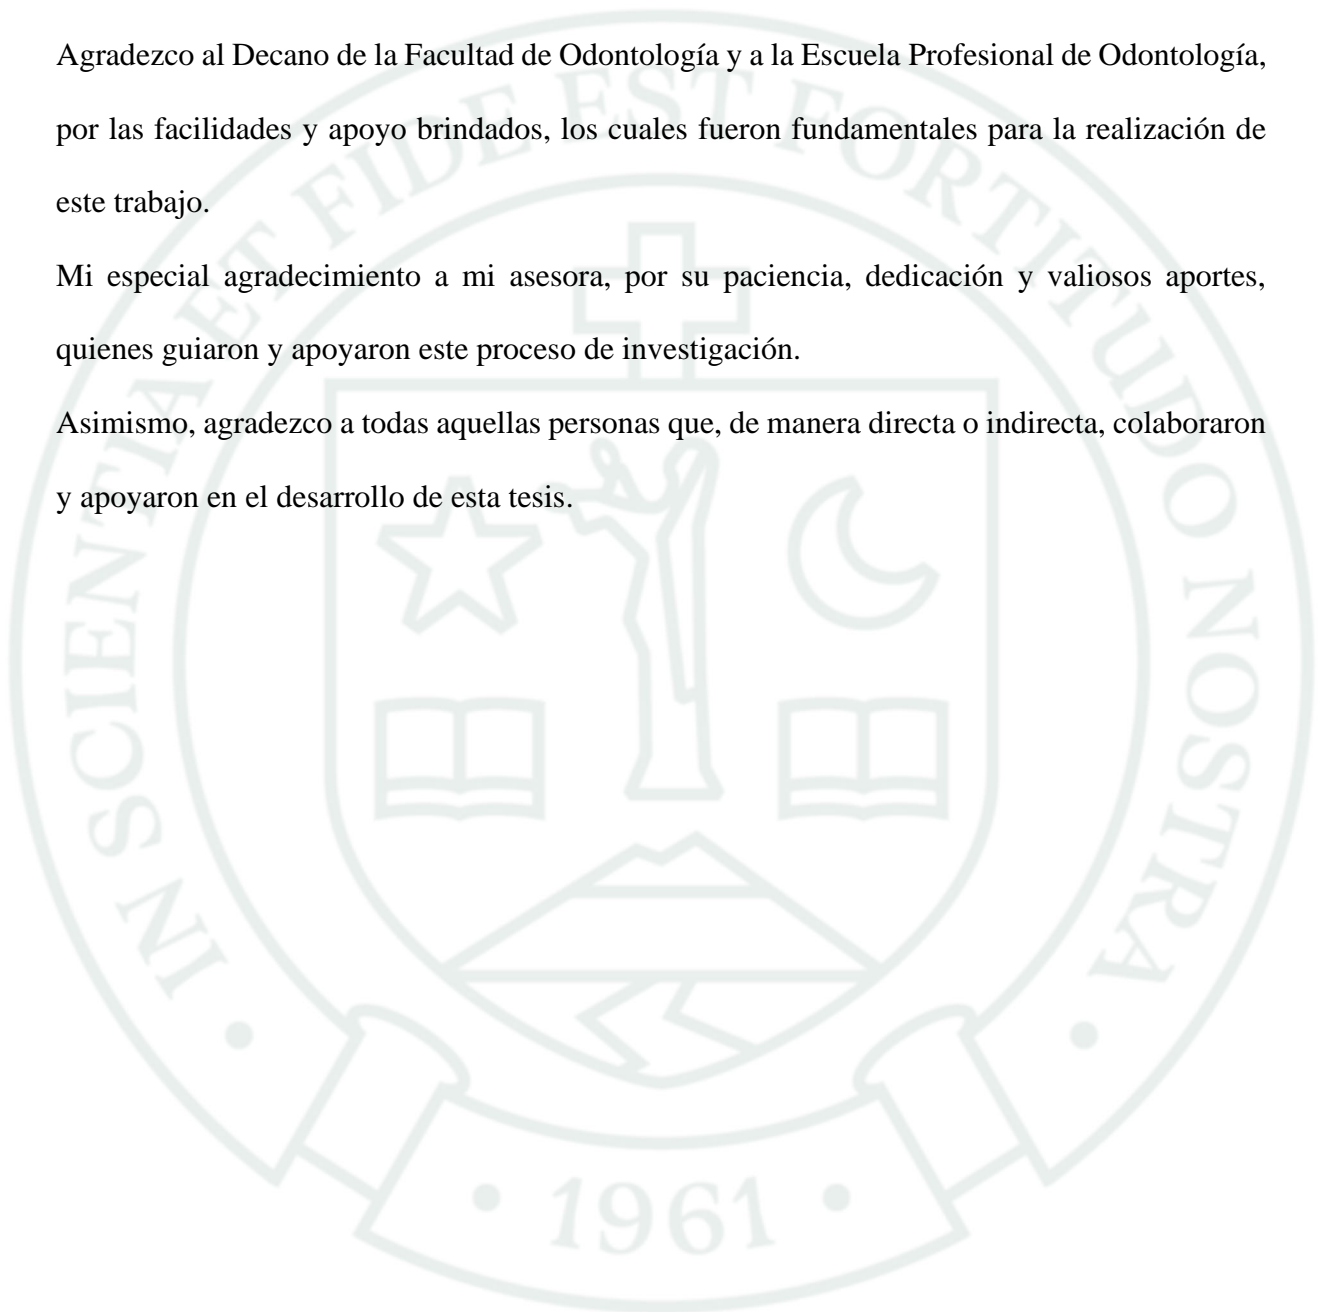 Agradezco al Decano de la Facultad de Odontología y a la Escuela Profesional de Odontología,
por las facilidades y apoyo brindados, los cuales fueron fundamentales para la realización de
este trabajo.
Mi especial agradecimiento a mi asesora, por su paciencia, dedicación y valiosos aportes,
quienes guiaron y apoyaron este proceso de investigación.
Asimismo, agradezco a todas aquellas personas que, de manera directa o indirecta, colaboraron
y apoyaron en el desarrollo de esta tesis.
• IN SCIENTIA ET FIDE EST FORTITUDO NOSTRA •
• 1961 •